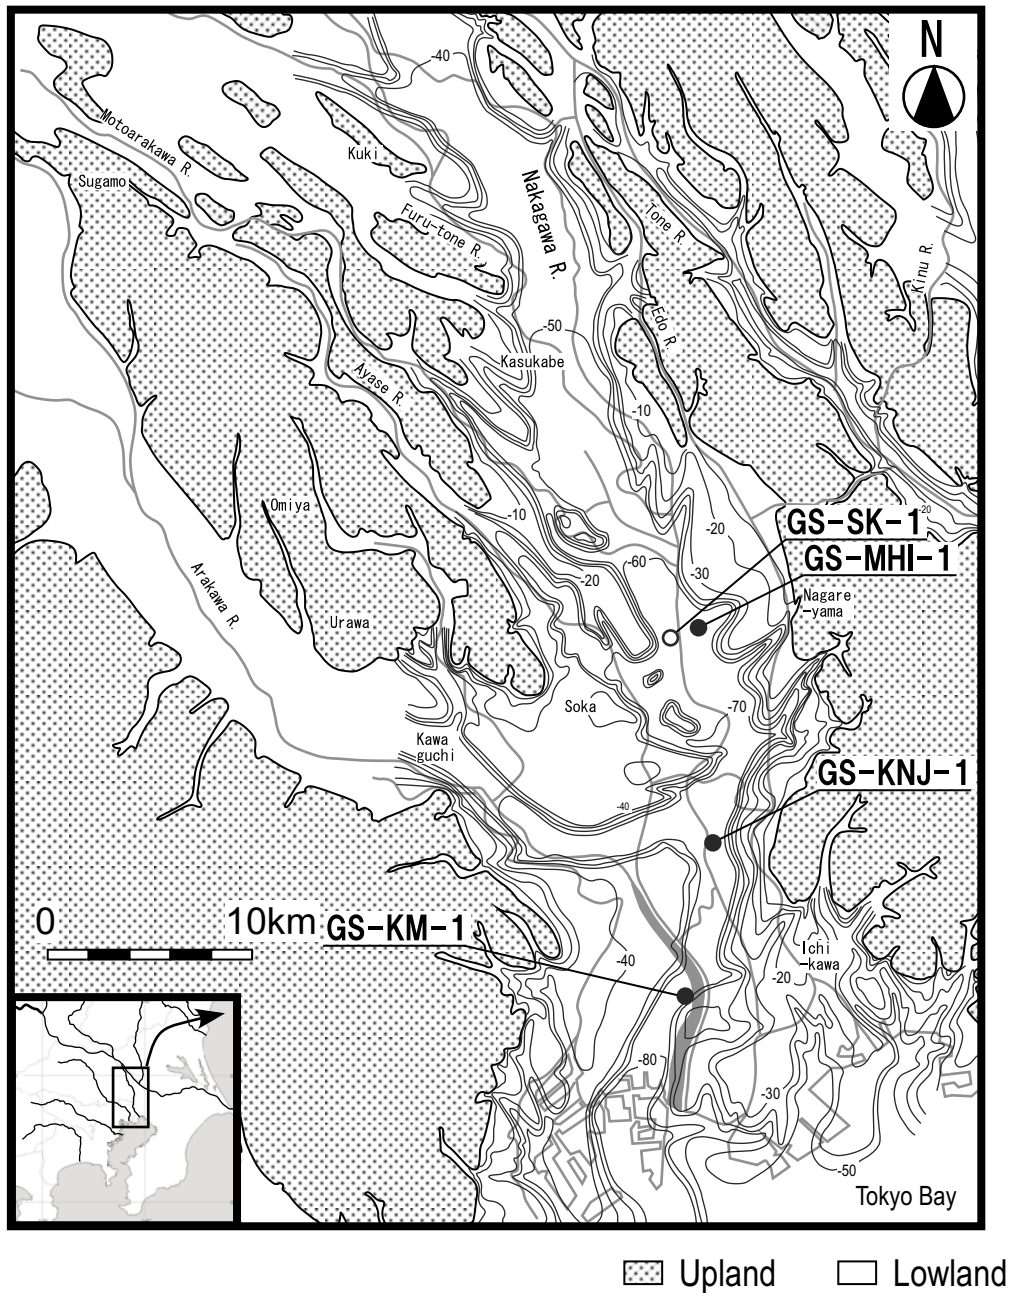 N
-40
Motoarakawa R.
Kuki
Sugamo
Nakagawa R.
Furu-tone R.
Tone R.
Kinu R.
-50
Edo R.
Kasukabe
Ayase R.
-10
Omiya
-10
-20
GS-SK-1
-20
GS-MHI-1
-60
-30
-20
Arakawa R.
Nagare
-yama
Urawa
Soka
-70
Kawa
guchi
GS-KNJ-1
-40
0
10km
GS-KM-1
Ichi
-kawa
-40
-20
-80
-30
-50
Tokyo Bay
Upland
Lowland